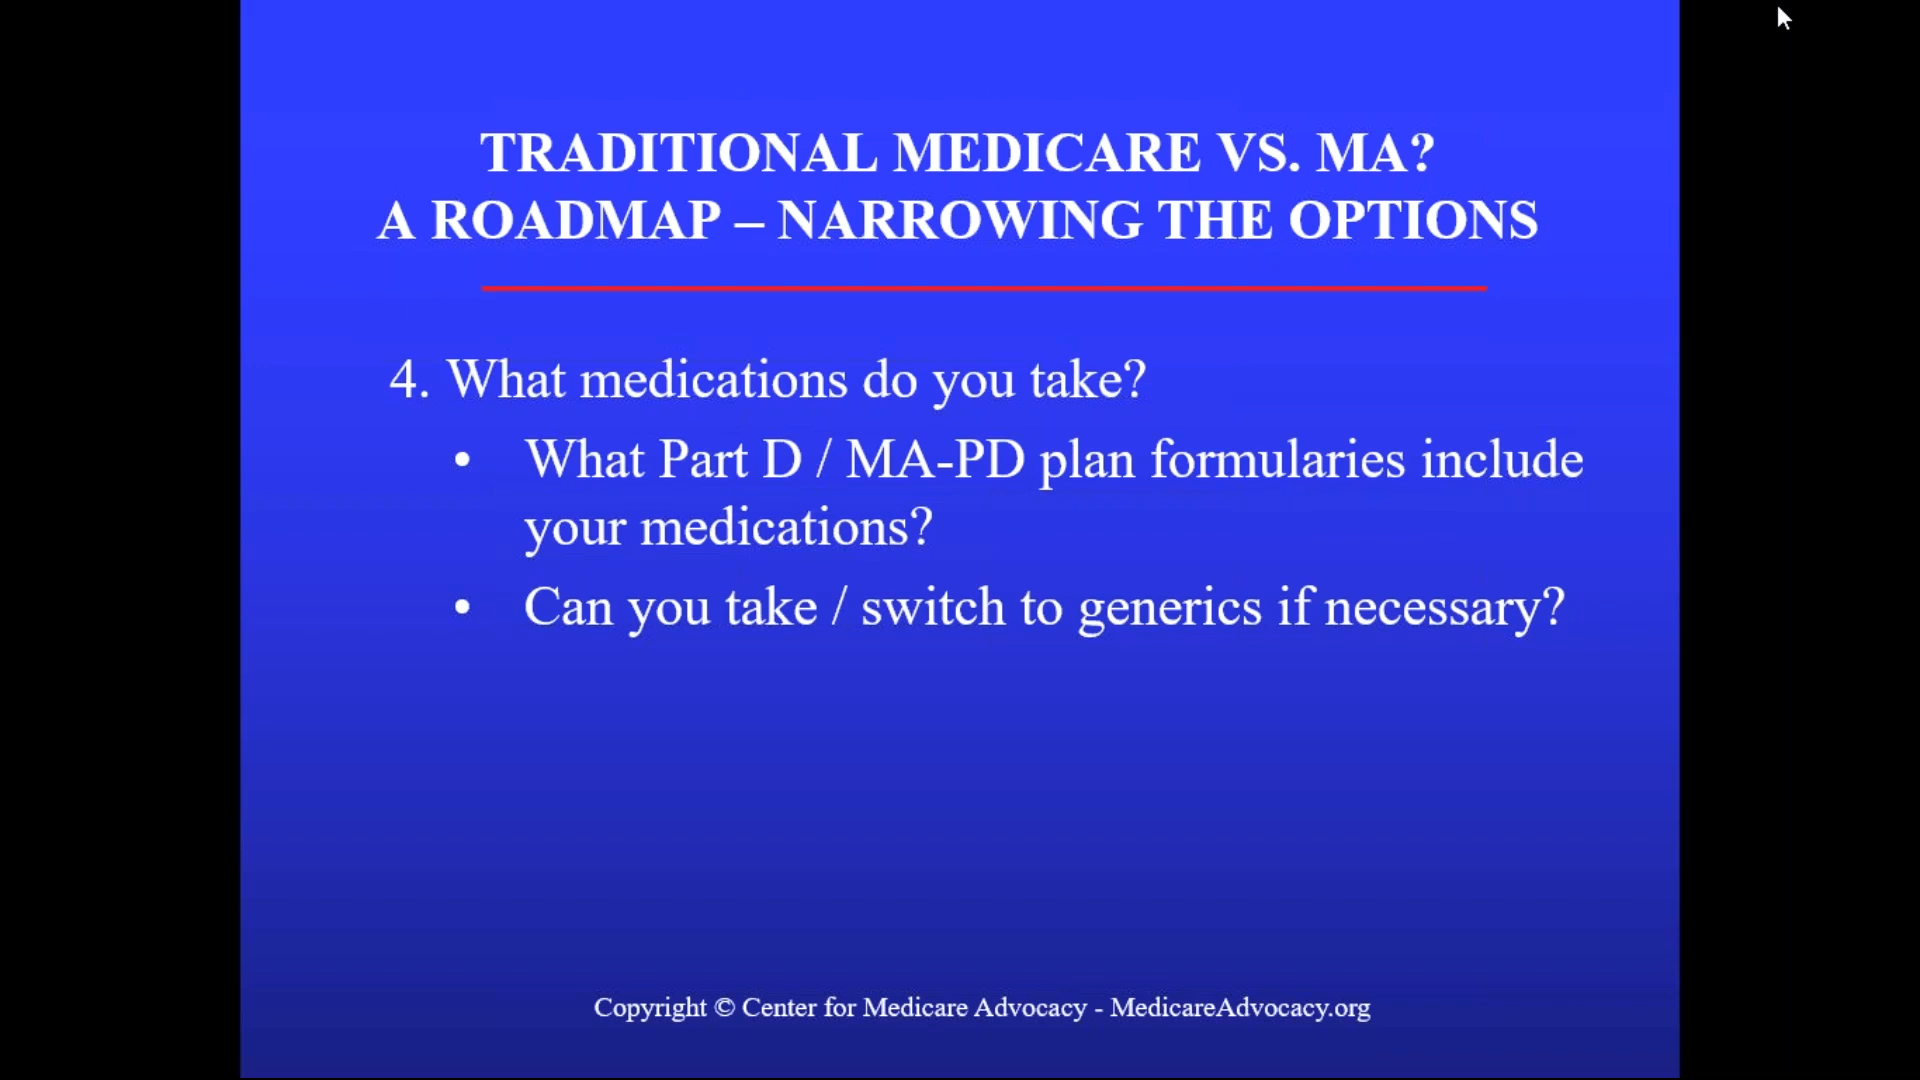 TRADITIONAL MEDICARE VS. MA?
A ROADMAP – NARROWING THE OPTIONS
4. What medications do you take?
• What Part D / MA-PD plan formularies include
your medications?
• Can you take / switch to generics if necessary?
Copyright © Center for Medicare Advocacy - MedicareAdvocacy.org